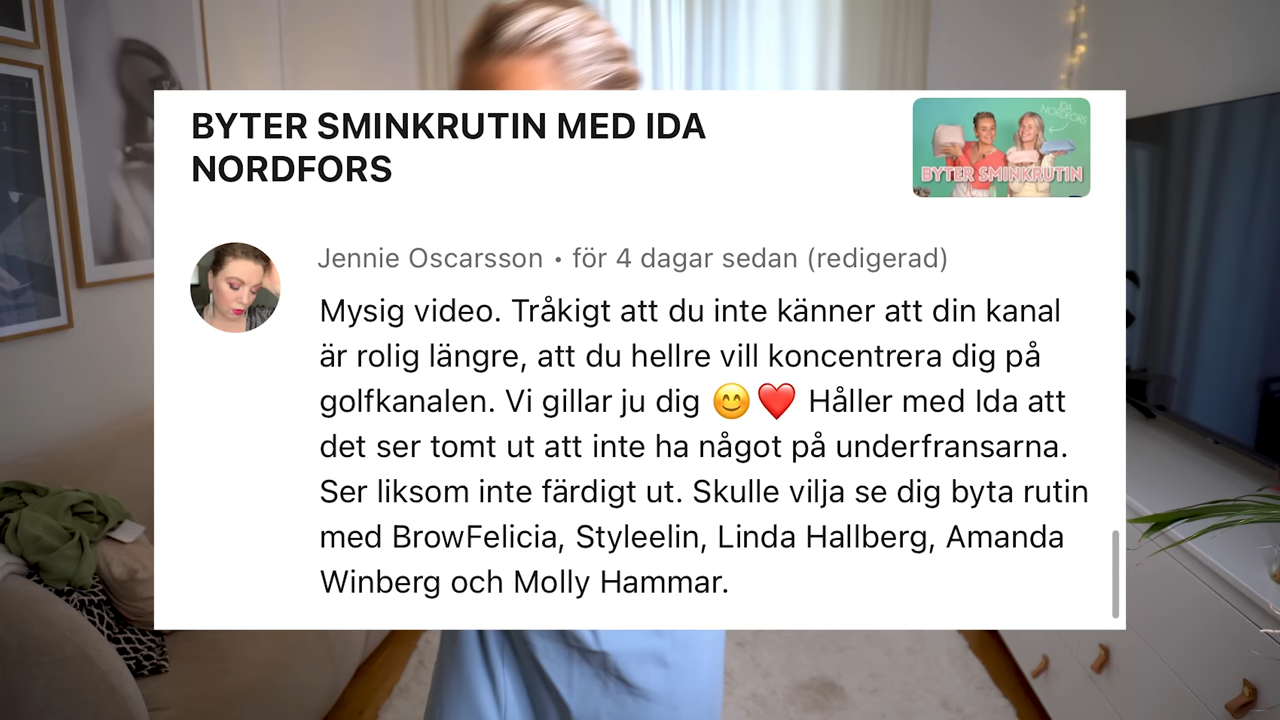 BYTER SMINKRUTIN MED IDA
NORDFORS
IDA
NORDFORS
BYTER SMINKRUTIN
Jennie Oscarsson • för 4 dagar sedan (redigerad)
Mysig video. Tråkigt att du inte känner att din kanal
är rolig längre, att du hellre vill koncentrera dig på
golfkanalen. Vi gillar ju dig 😊❤️ Håller med Ida att
det ser tomt ut att inte ha något på underfransarna.
Ser liksom inte färdigt ut. Skulle vilja se dig byta rutin
med BrowFelicia, Styleelin, Linda Hallberg, Amanda
Winberg och Molly Hammar.